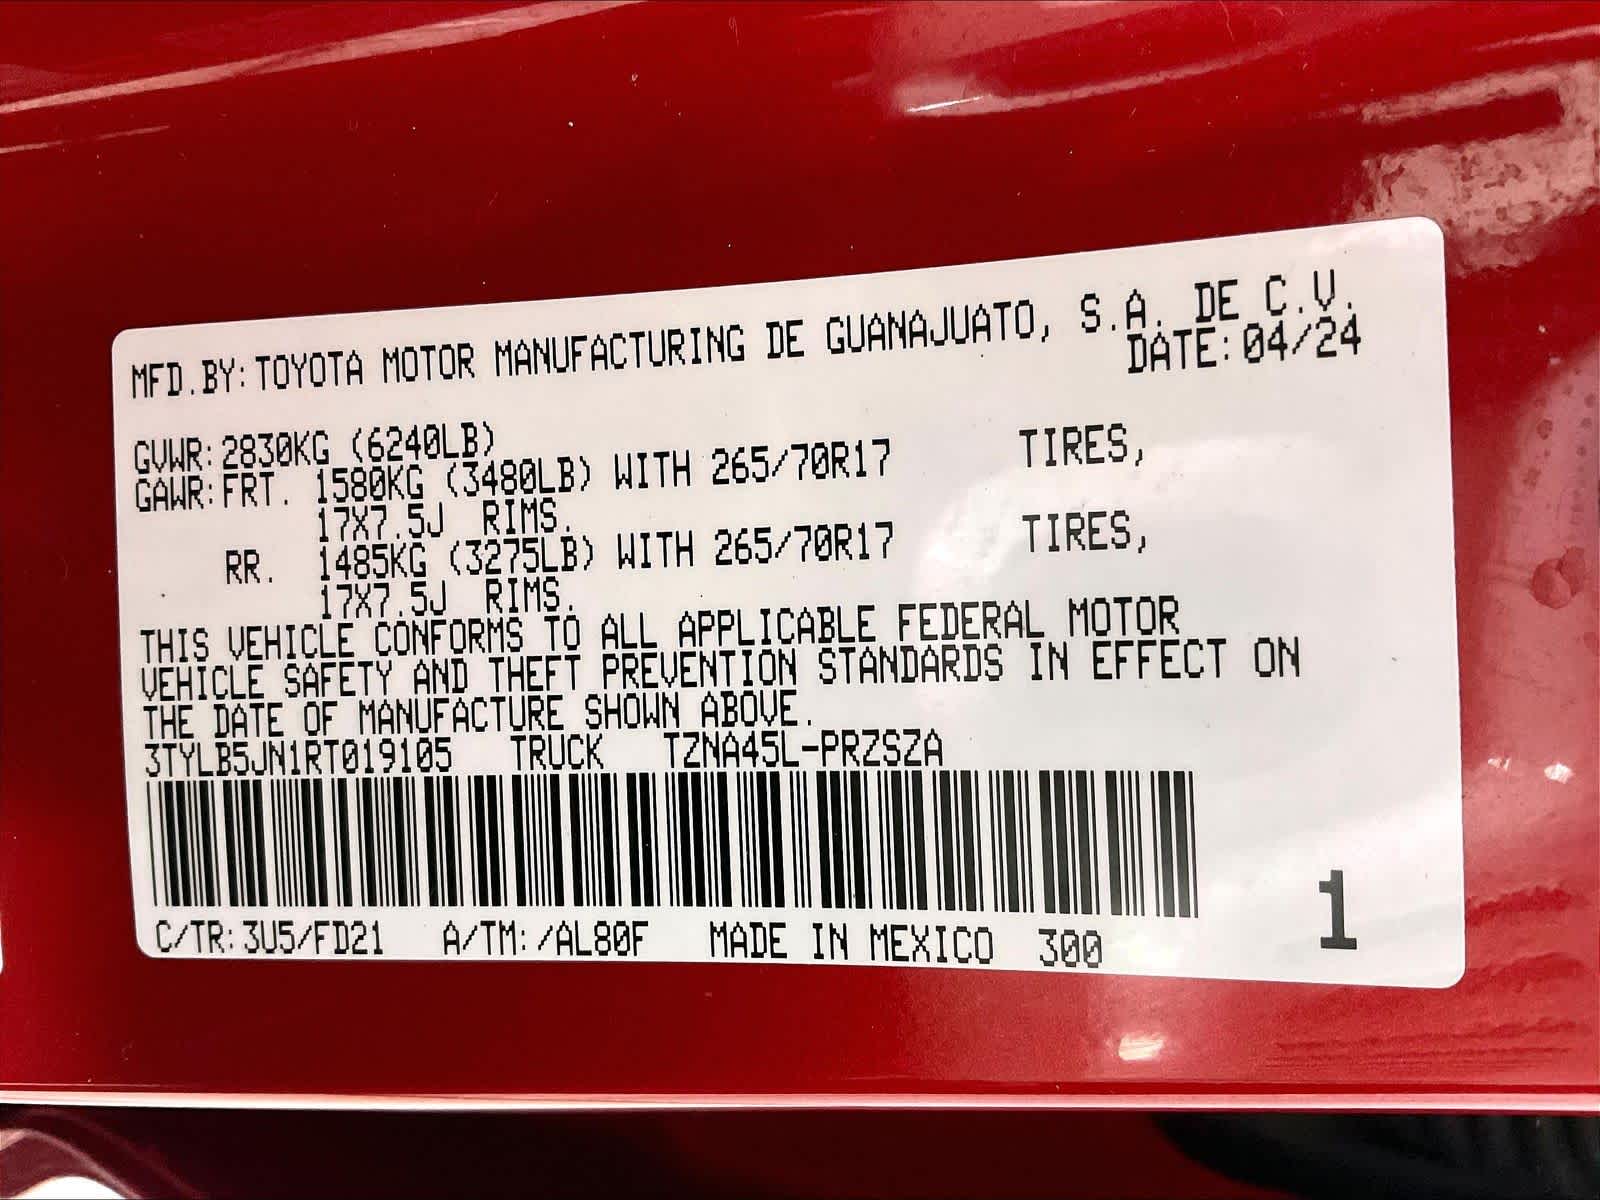 MFD.BY:TOYOTA MOTOR MANUFACTURING DE GUANAJUATO, S.A. DE C.V.
DATE:04/24
GVWR:2830KG (6240LB)
GAWR:FRT. 1580KG (3480LB) WITH 265/70R17 TIRES,
17X7.5J RIMS.
RR. 1485KG (3275LB) WITH 265/70R17 TIRES,
17X7.5J RIMS.
THIS VEHICLE CONFORMS TO ALL APPLICABLE FEDERAL MOTOR
VEHICLE SAFETY AND THEFT PREVENTION STANDARDS IN EFFECT ON
THE DATE OF MANUFACTURE SHOWN ABOVE.
3TYLB5JN1RT019105 TRUCK TZNA45L-PRZSZA
C/TR:3U5/FD21 A/TM:/AL80F MADE IN MEXICO 300
1